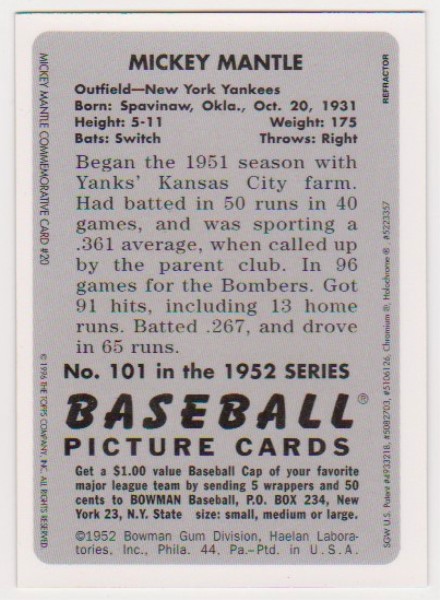 MICKEY MANTLE
Outfield—New York Yankees
Born: Spavinaw, Okla., Oct. 20, 1931
Height: 5-11 Weight: 175
Bats: Switch Throws: Right
Began the 1951 season with
Yanks' Kansas City farm.
Had batted in 50 runs in 40
games, and was sporting a
.361 average, when called up
by the parent club. In 96
games for the Bombers. Got
91 hits, including 13 home
runs. Batted .267, and drove
in 65 runs.
No. 101 in the 1952 SERIES
BASEBALL®
PICTURE CARDS
Get a $1.00 value Baseball Cap of your favorite
major league team by sending 5 wrappers and 50
cents to BOWMAN Baseball, P.O. BOX 234, New
York 23, N.Y. State size: small, medium or large.
©1952 Bowman Gum Division, Haelan Labora-
tories, Inc., Phila. 44, Pa.-Ptd. in U.S.A.
MICKEY MANTLE COMMEMORATIVE CARD #20
© 1996 THE TOPPS COMPANY, INC. ALL RIGHTS RESERVED.
REFRACTOR
SGW U.S. Patent #4933218, #5082703, #5106126, Chromium®, Holochrome® #5223357